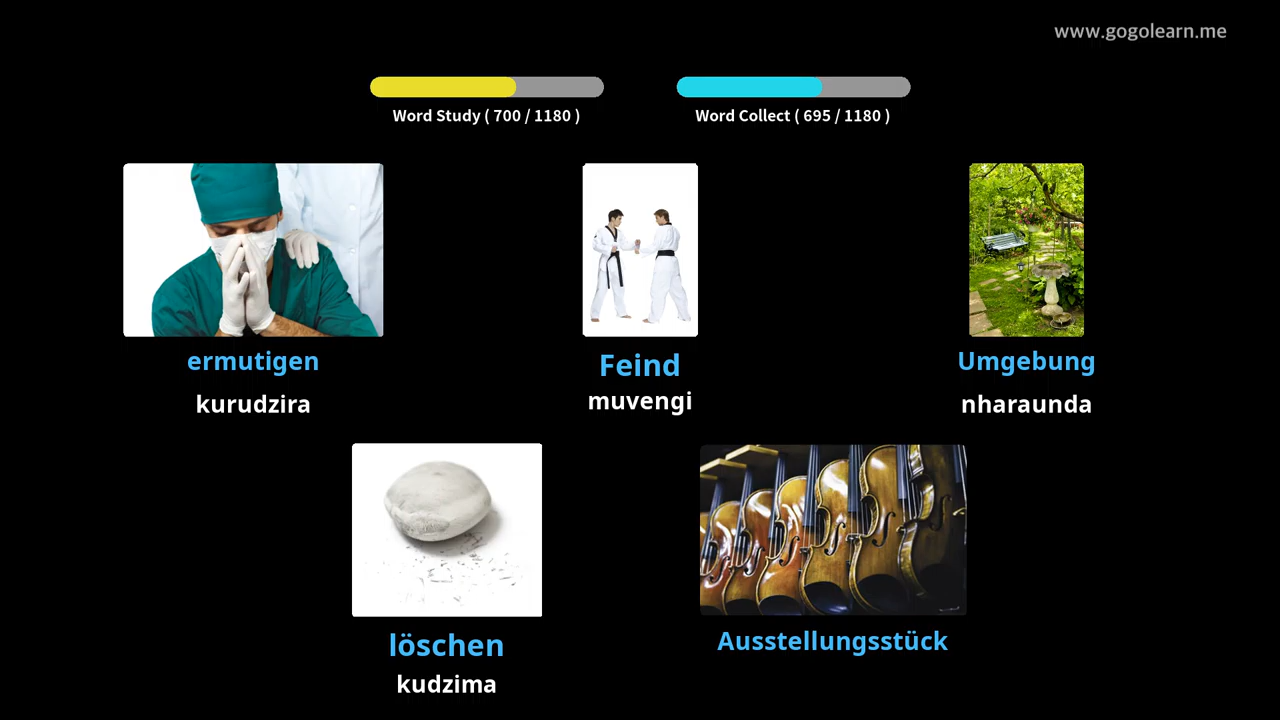 www.gogolearn.me
Word Study ( 700 / 1180 )
Word Collect ( 695 / 1180 )
ermutigen
kurudzira
Feind
muvengi
Umgebung
nharaunda
löschen
kudzima
Ausstellungsstück